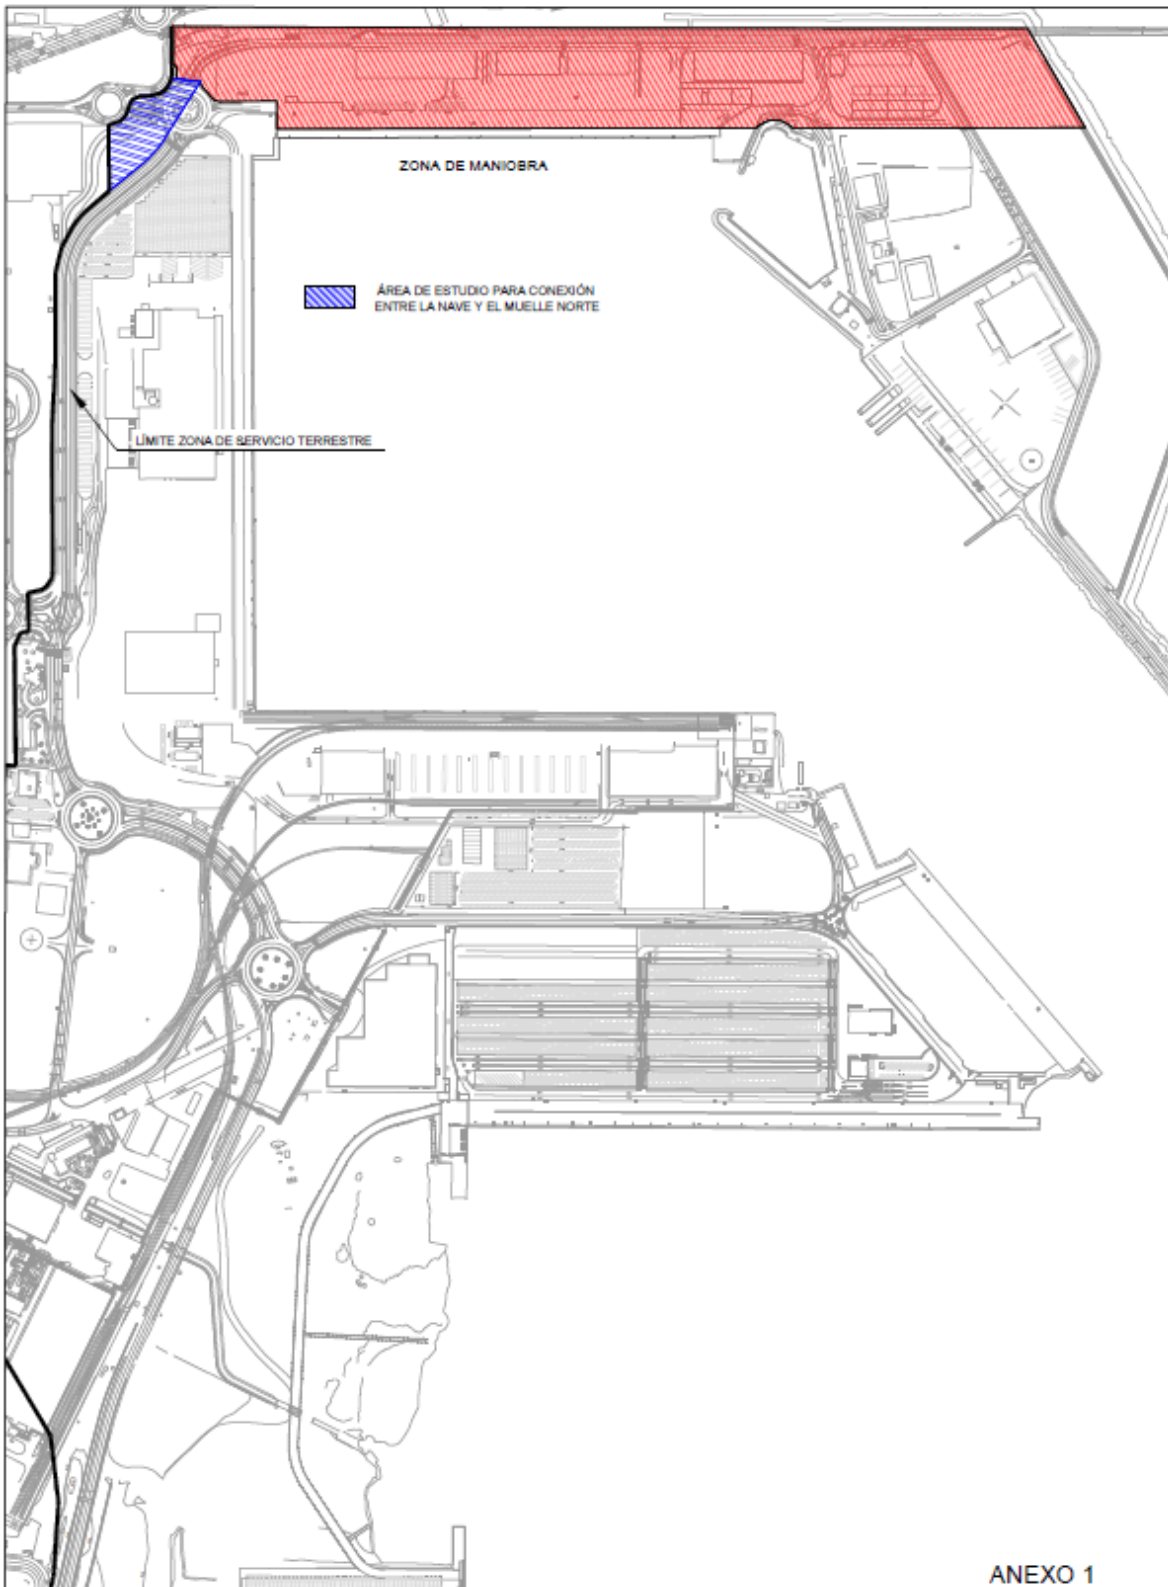 ZONA DE MANIOBRA
ÁREA DE ESTUDIO PARA CONEXIÓN
ENTRE LA NAVE Y EL MUELLE NORTE
LÍMITE ZONA DE SERVICIO TERRESTRE
ANEXO 1